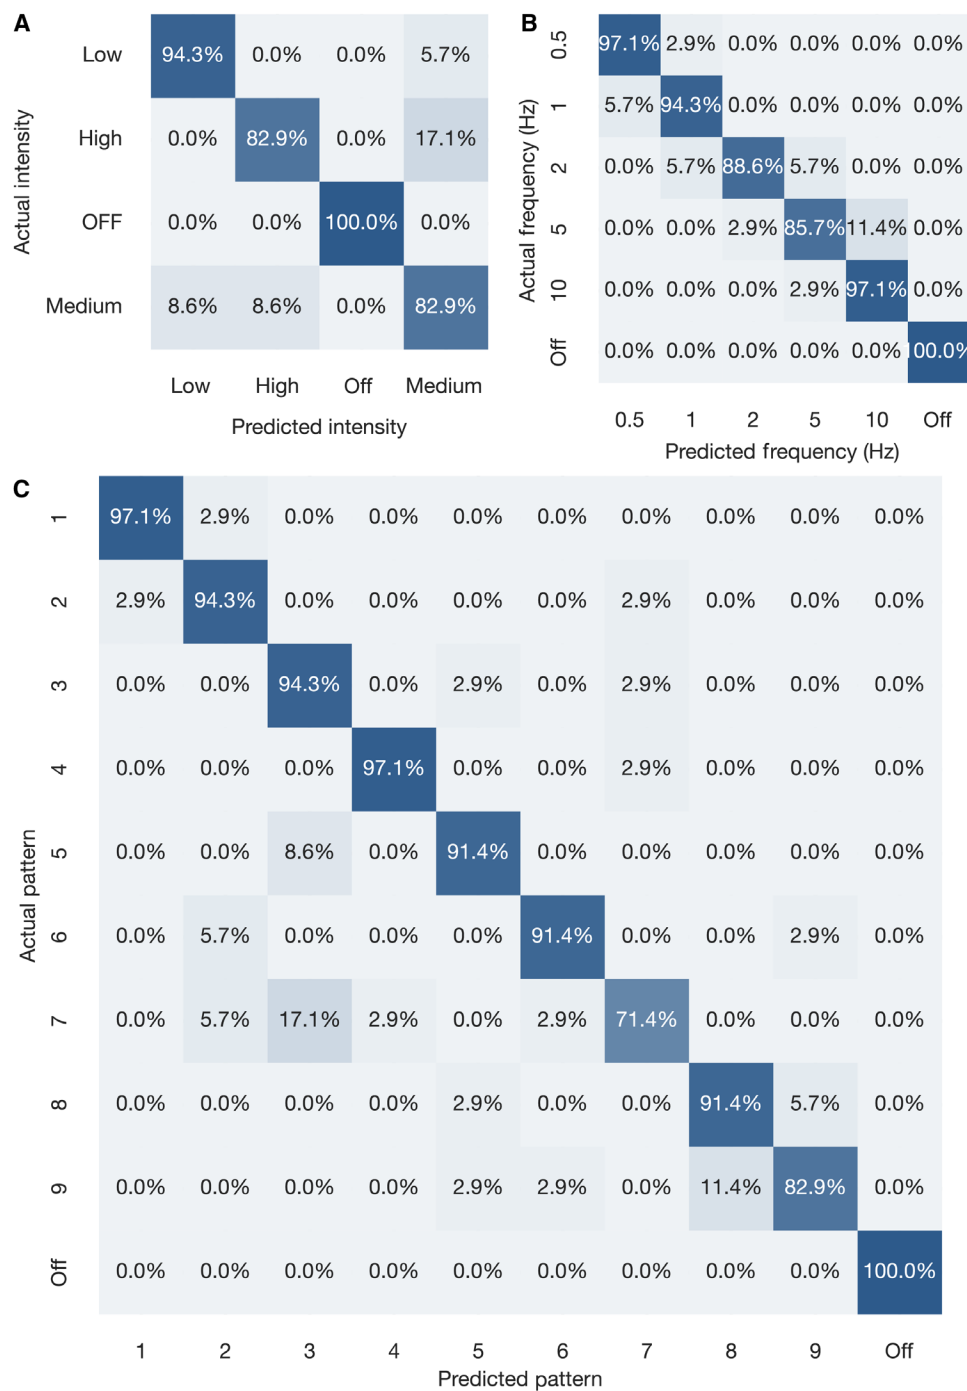 A
Actual intensity
Low 94.3% 0.0% 0.0% 5.7%
High 0.0% 82.9% 0.0% 17.1%
OFF 0.0% 0.0% 100.0% 0.0%
Medium 8.6% 8.6% 0.0% 82.9%
Low High Off Medium
Predicted intensity
B
Actual frequency (Hz)
0.5 97.1% 2.9% 0.0% 0.0% 0.0% 0.0%
1 5.7% 94.3% 0.0% 0.0% 0.0% 0.0%
2 0.0% 5.7% 88.6% 5.7% 0.0% 0.0%
5 0.0% 0.0% 2.9% 85.7% 11.4% 0.0%
10 0.0% 0.0% 0.0% 2.9% 97.1% 0.0%
Off 0.0% 0.0% 0.0% 0.0% 0.0% 100.0%
0.5 1 2 5 10 Off
Predicted frequency (Hz)
C
Actual pattern
1 97.1% 2.9% 0.0% 0.0% 0.0% 0.0% 0.0% 0.0% 0.0% 0.0%
2 2.9% 94.3% 0.0% 0.0% 0.0% 0.0% 2.9% 0.0% 0.0% 0.0%
3 0.0% 0.0% 94.3% 0.0% 2.9% 0.0% 2.9% 0.0% 0.0% 0.0%
4 0.0% 0.0% 0.0% 97.1% 0.0% 0.0% 2.9% 0.0% 0.0% 0.0%
5 0.0% 0.0% 8.6% 0.0% 91.4% 0.0% 0.0% 0.0% 0.0% 0.0%
6 0.0% 5.7% 0.0% 0.0% 0.0% 91.4% 0.0% 0.0% 2.9% 0.0%
7 0.0% 5.7% 17.1% 2.9% 0.0% 2.9% 71.4% 0.0% 0.0% 0.0%
8 0.0% 0.0% 0.0% 0.0% 2.9% 0.0% 0.0% 91.4% 5.7% 0.0%
9 0.0% 0.0% 0.0% 0.0% 2.9% 2.9% 0.0% 11.4% 82.9% 0.0%
Off 0.0% 0.0% 0.0% 0.0% 0.0% 0.0% 0.0% 0.0% 0.0% 100.0%
1 2 3 4 5 6 7 8 9 Off
Predicted pattern